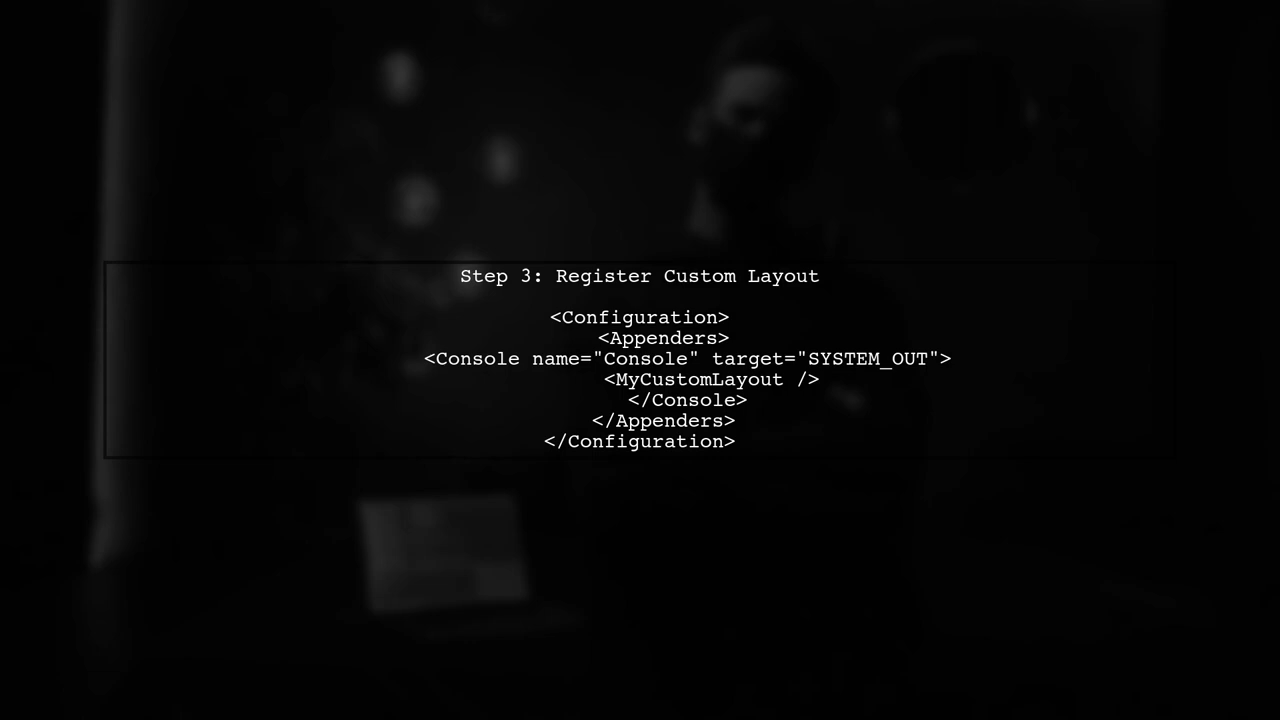 Step 3: Register Custom Layout
<Configuration>
<Appenders>
<Console name="Console" target="SYSTEM_OUT">
<MyCustomLayout />
</Console>
</Appenders>
</Configuration>